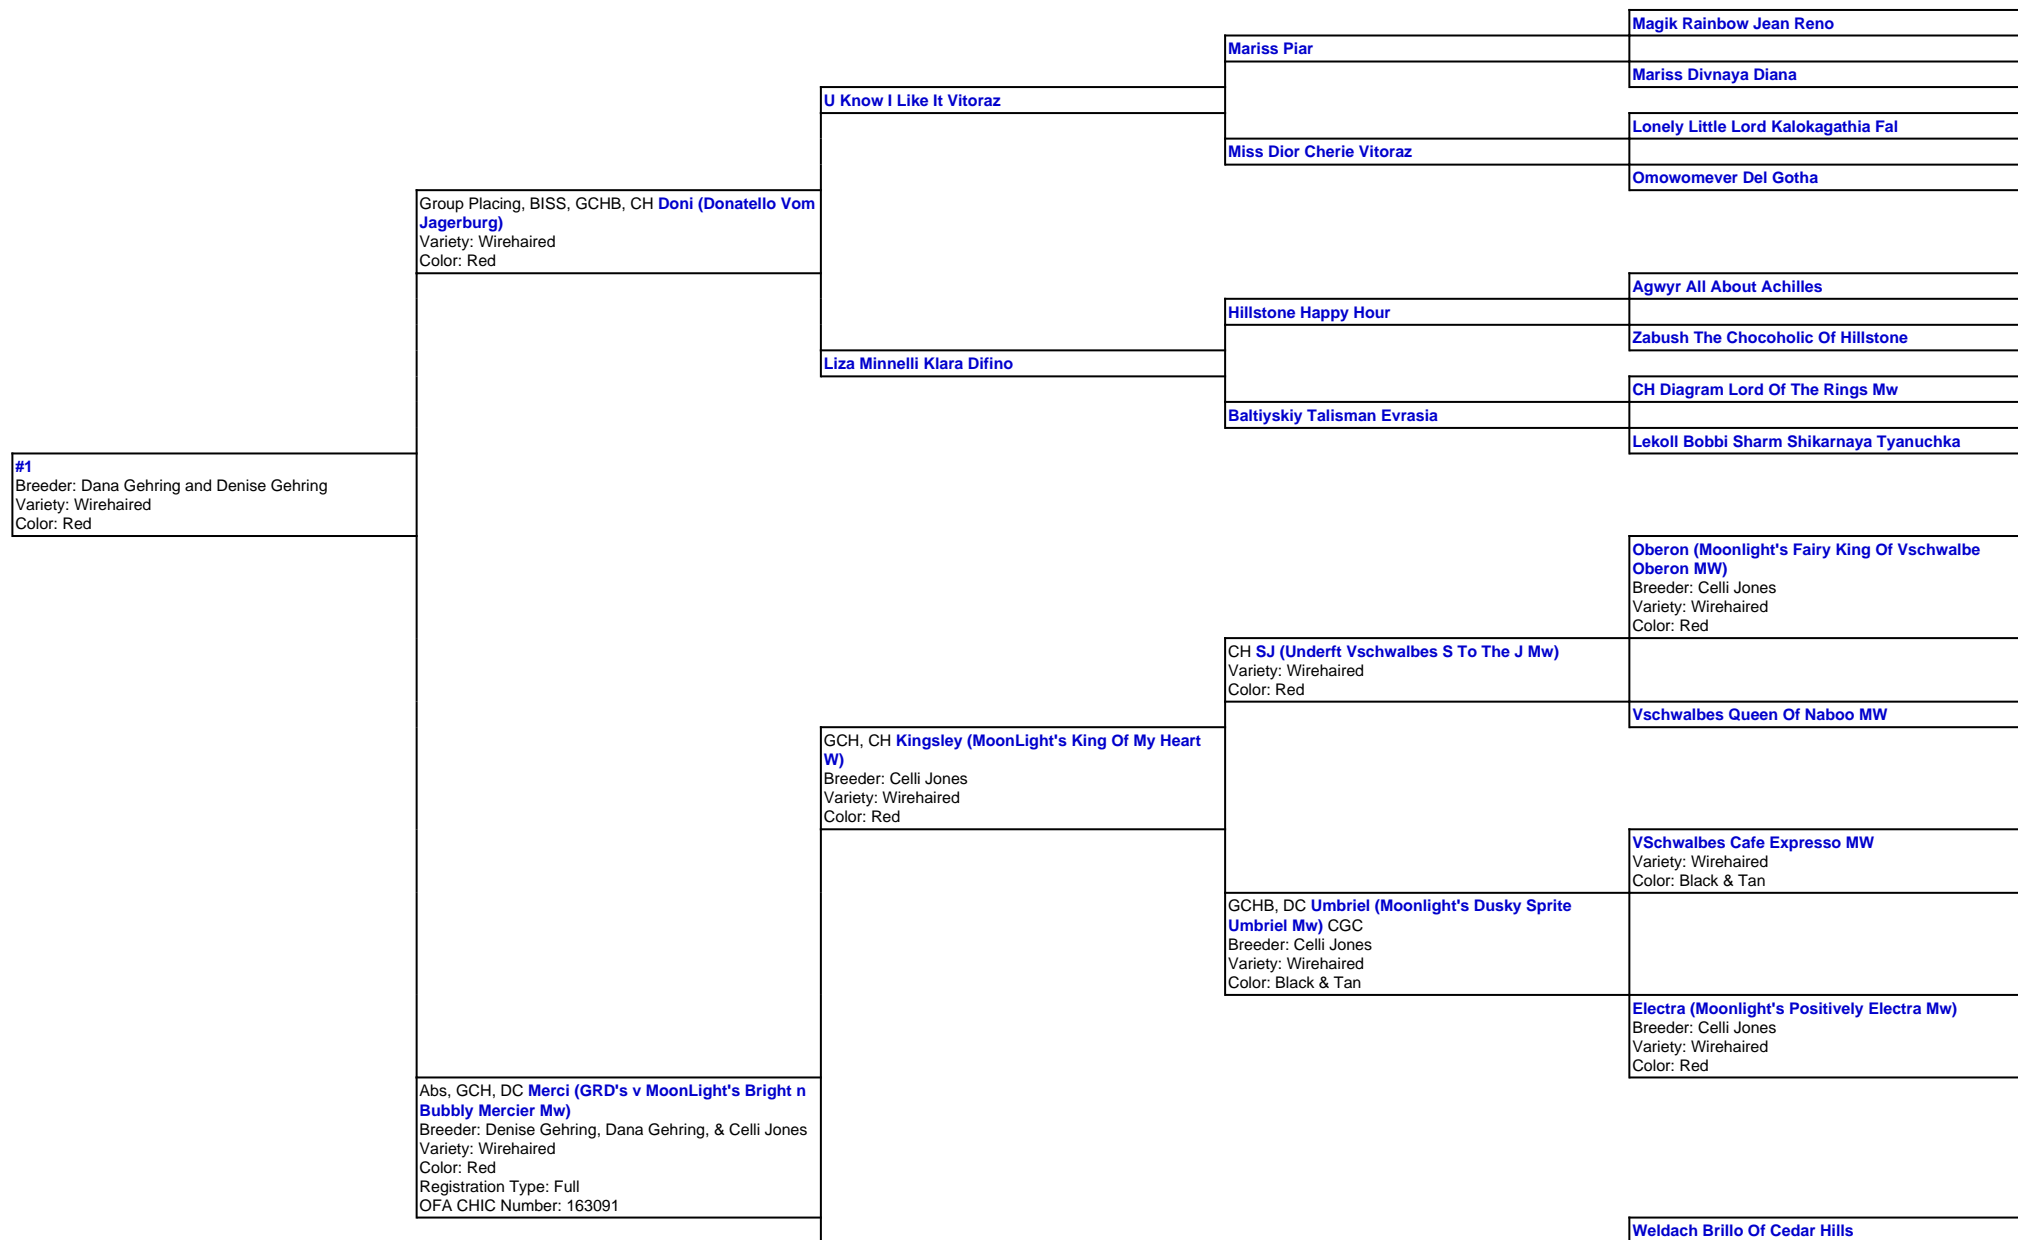 Magik Rainbow Jean Reno
Mariss Piar
Mariss Divnaya Diana
U Know I Like It Vitoraz
Lonely Little Lord Kalokagathia Fal
Miss Dior Cherie Vitoraz
Omowomever Del Gotha
Group Placing, BISS, GCHB, CH Doni (Donatello Vom
Jagerburg)
Variety: Wirehaired
Color: Red
Agwyr All About Achilles
Hillstone Happy Hour
Zabush The Chocoholic Of Hillstone
Liza Minnelli Klara Difino
CH Diagram Lord Of The Rings Mw
Baltiyskiy Talisman Evrasia
Lekoll Bobbi Sharm Shikarnaya Tyanuchka
#1
Breeder: Dana Gehring and Denise Gehring
Variety: Wirehaired
Color: Red
Oberon (Moonlight's Fairy King Of Vschwalbe
Oberon MW)
Breeder: Celli Jones
Variety: Wirehaired
Color: Red
CH SJ (Underft Vschwalbes S To The J Mw)
Variety: Wirehaired
Color: Red
Vschwalbes Queen Of Naboo MW
GCH, CH Kingsley (MoonLight's King Of My Heart
W)
Breeder: Celli Jones
Variety: Wirehaired
Color: Red
VSchwalbes Cafe Expresso MW
Variety: Wirehaired
Color: Black & Tan
GCHB, DC Umbriel (Moonlight's Dusky Sprite
Umbriel Mw) CGC
Breeder: Celli Jones
Variety: Wirehaired
Color: Black & Tan
Electra (Moonlight's Positively Electra Mw)
Breeder: Celli Jones
Variety: Wirehaired
Color: Red
Abs, GCH, DC Merci (GRD's v MoonLight's Bright n
Bubbly Mercier Mw)
Breeder: Denise Gehring, Dana Gehring, & Celli Jones
Variety: Wirehaired
Color: Red
Registration Type: Full
OFA CHIC Number: 163091
Weldach Brillo Of Cedar Hills